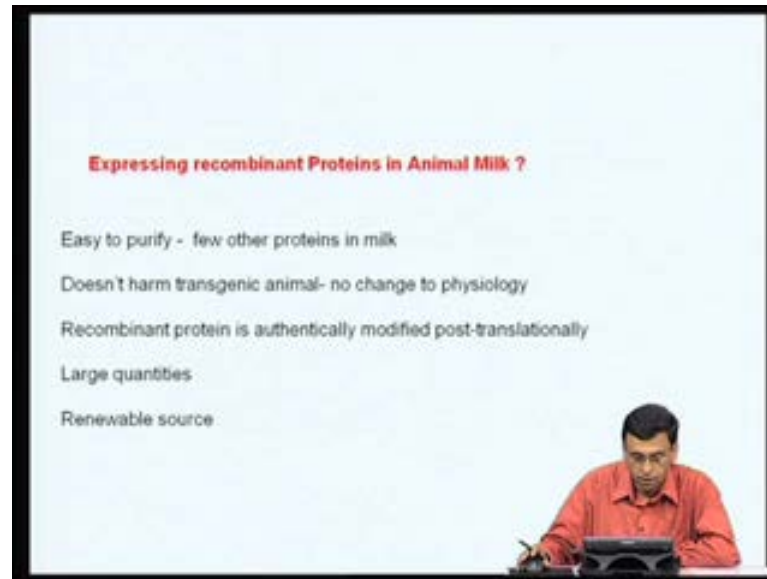 Expressing recombinant Proteins in Animal Milk ?
Easy to purify - few other proteins in milk
Doesn't harm transgenic animal- no change to physiology
Recombinant protein is authentically modified post-translationally
Large quantities
Renewable source